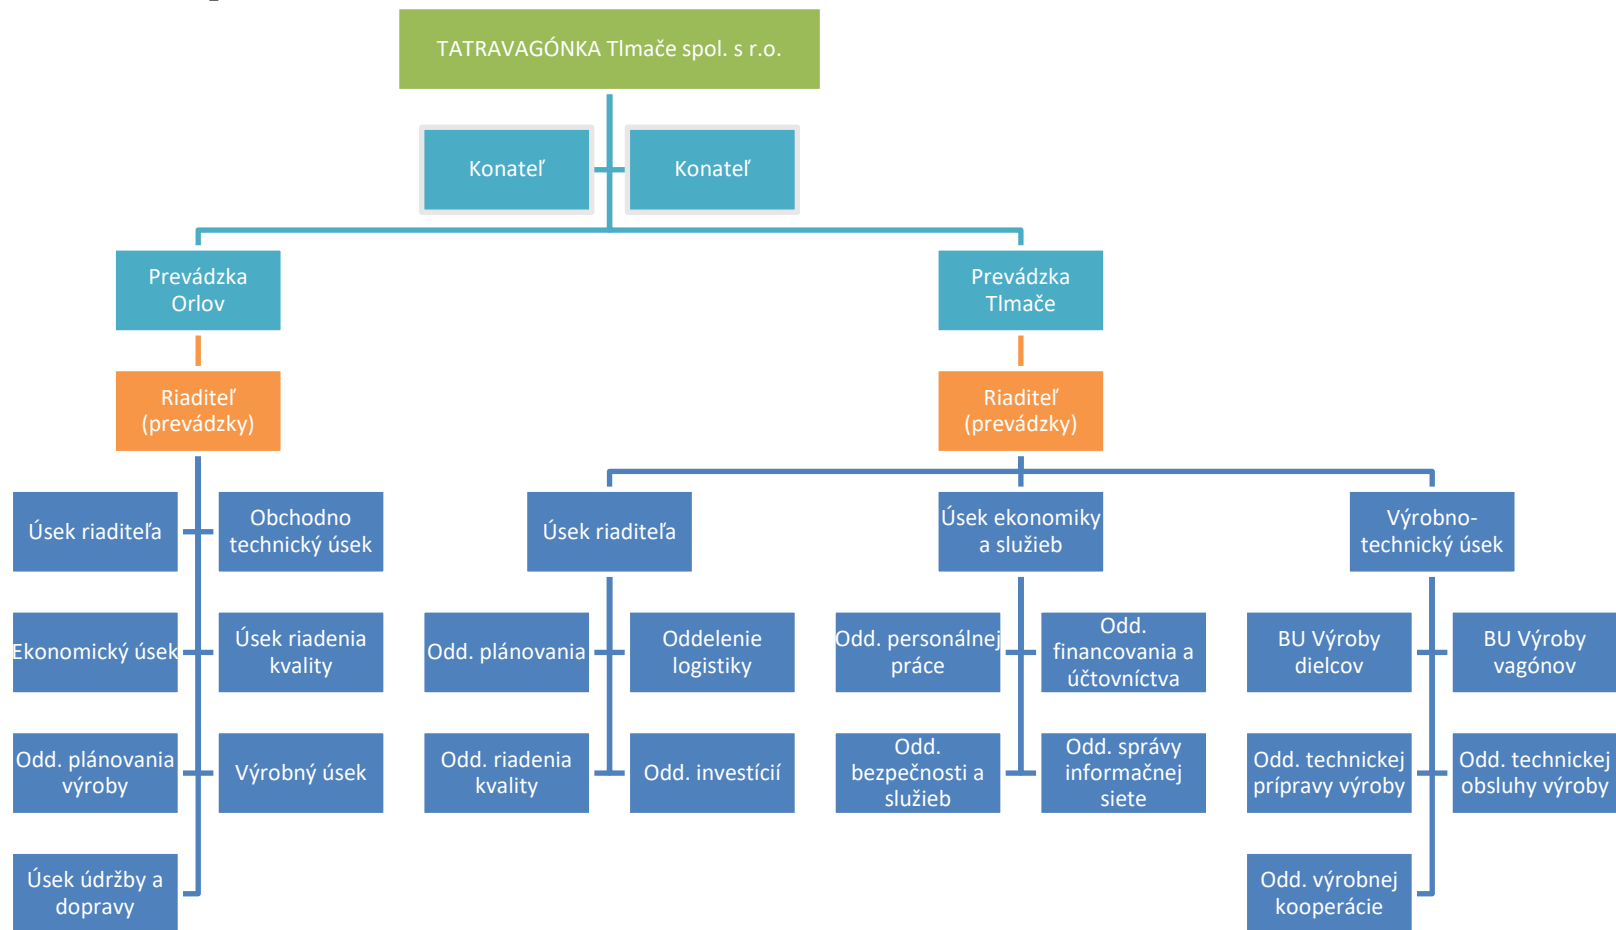 TATRAVAGÓNKA Tlmače spol. s r.o.
Konateľ
Konateľ
Prevádzka
Orlov
Prevádzka
Tlmače
Riaditeľ
(prevádzky)
Riaditeľ
(prevádzky)
Úsek riaditeľa
Obchodno
technický úsek
Úsek riaditeľa
Úsek ekonomiky
a služieb
Výrobno-
technický úsek
Ekonomický úsek
Úsek riadenia
kvality
Odd. plánovania
Oddelenie
logistiky
Odd. personálnej
práce
Odd.
financovania a
účtovníctva
BU Výroby
dielcov
BU Výroby
vagónov
Odd. plánovania
výroby
Výrobný úsek
Odd. riadenia
kvality
Odd. investícií
Odd.
bezpečnosti a
služieb
Odd. správy
informačnej
siete
Odd. technickej
prípravy výroby
Odd. technickej
obsluhy výroby
Úsek údržby a
dopravy
Odd. výrobnej
kooperácie